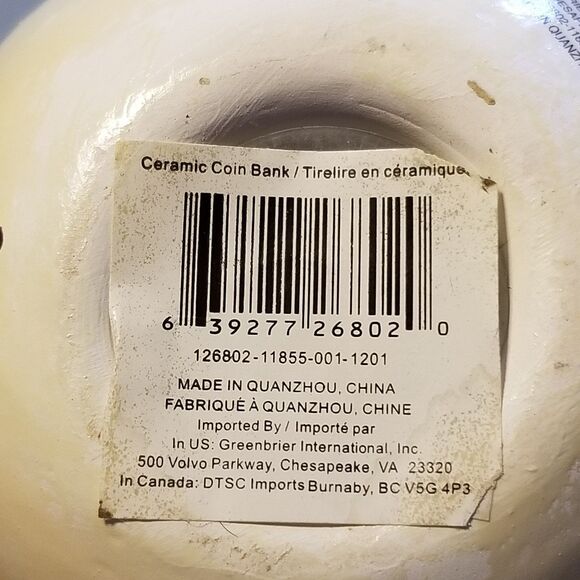 Ceramic Coin Bank / Tirelire en céramique
6 39277 26802 0
126802-11855-001-1201
MADE IN QUANZHOU, CHINA
FABRIQUÉ À QUANZHOU, CHINE
Imported By / Importé par
In US: Greenbrier International, Inc.
500 Volvo Parkway, Chesapeake, VA 23320
In Canada: DTSC Imports Burnaby, BC V5G 4P3